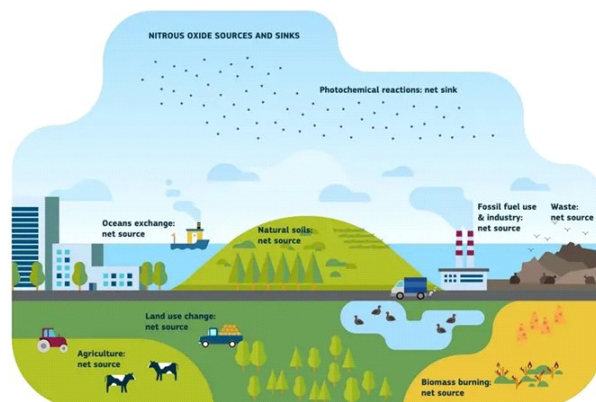 NITROUS OXIDE SOURCES AND SINKS
Photochemical reactions: net sink
Oceans exchange:
net source
Natural soils:
net source
Fossil fuel use
& industry:
net source
Waste:
net source
Land use change:
net source
Agriculture:
net source
Biomass burning:
net source